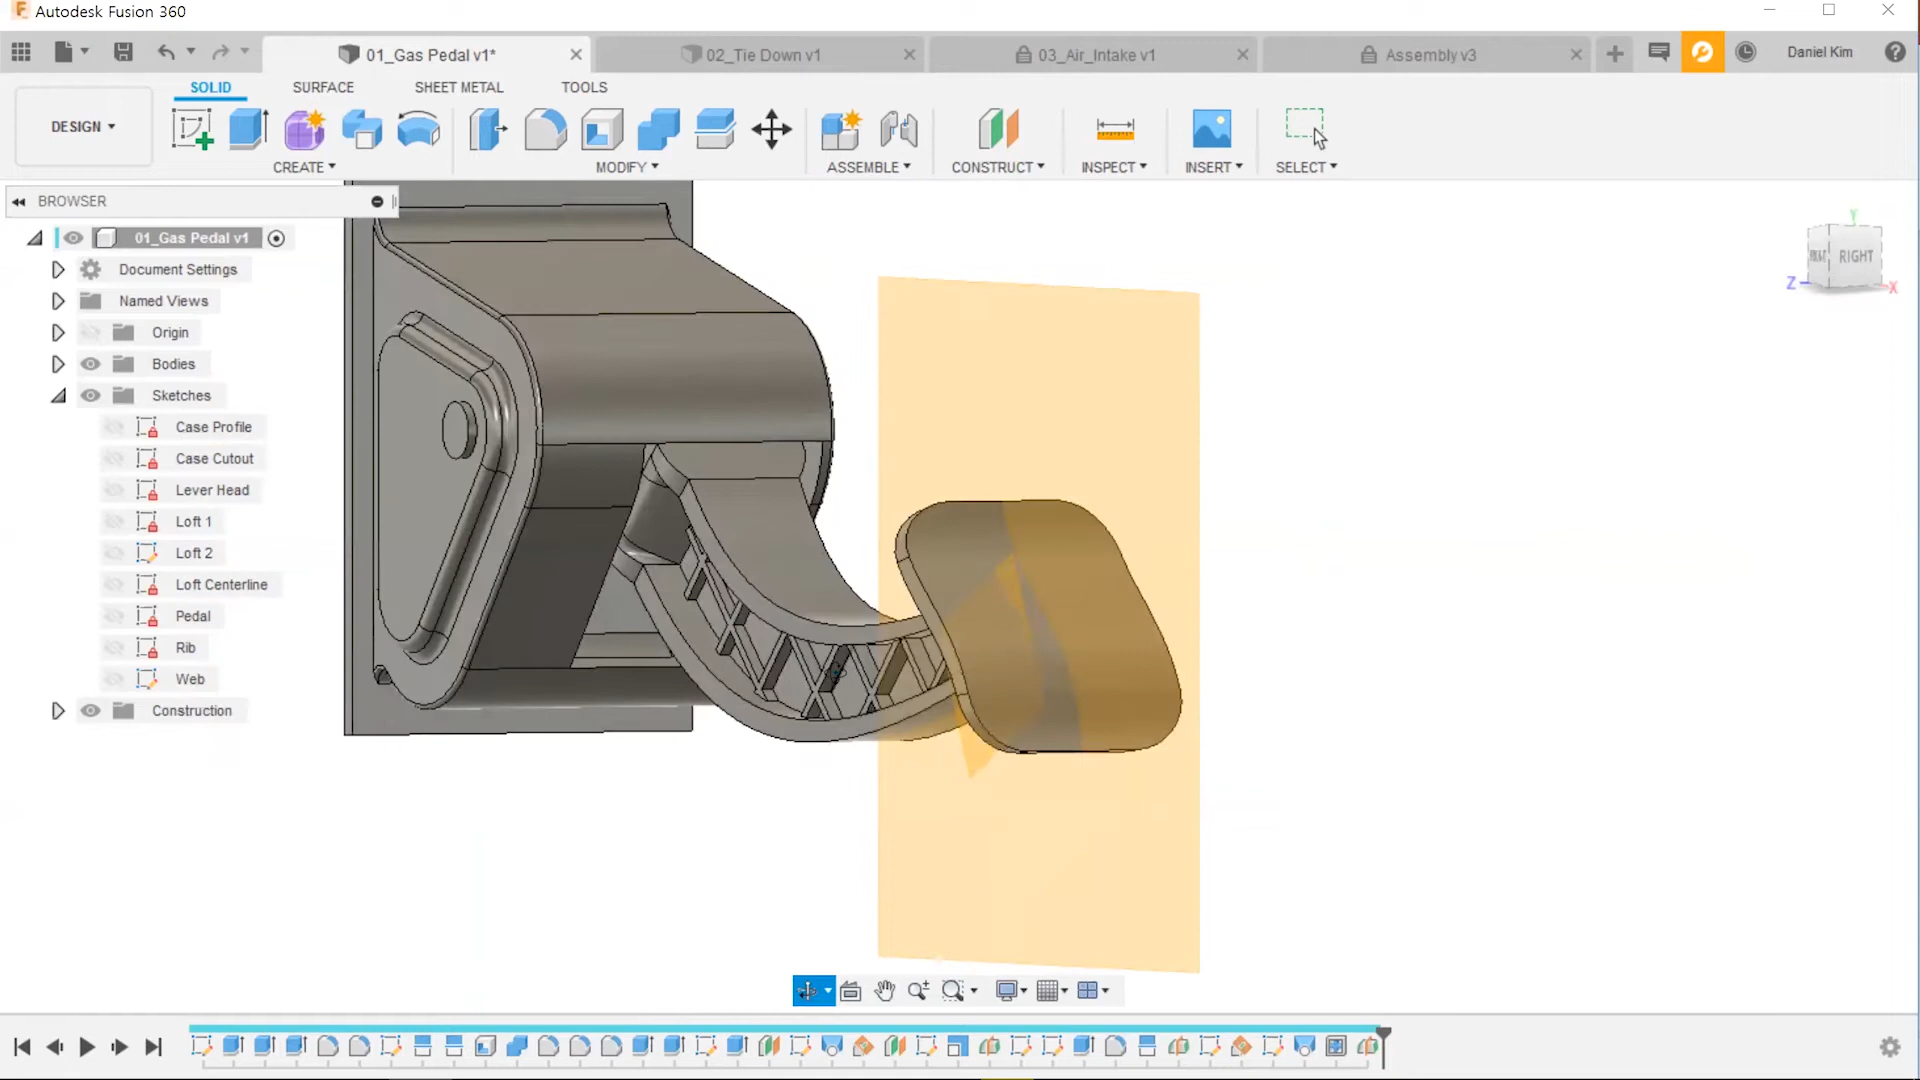 Autodesk Fusion 360
01_Gas Pedal v1*
02_Tie Down v1
03_Air_Intake v1
Assembly v3
Daniel Kim
SOLID
SURFACE
SHEET METAL
TOOLS
DESIGN
CREATE
MODIFY
ASSEMBLE
CONSTRUCT
INSPECT
INSERT
SELECT
BROWSER
01_Gas Pedal v1
Document Settings
Named Views
Origin
Bodies
Sketches
Case Profile
Case Cutout
Lever Head
Loft 1
Loft 2
Loft Centerline
Pedal
Rib
Web
Construction
Y
RIGHT
Z
X